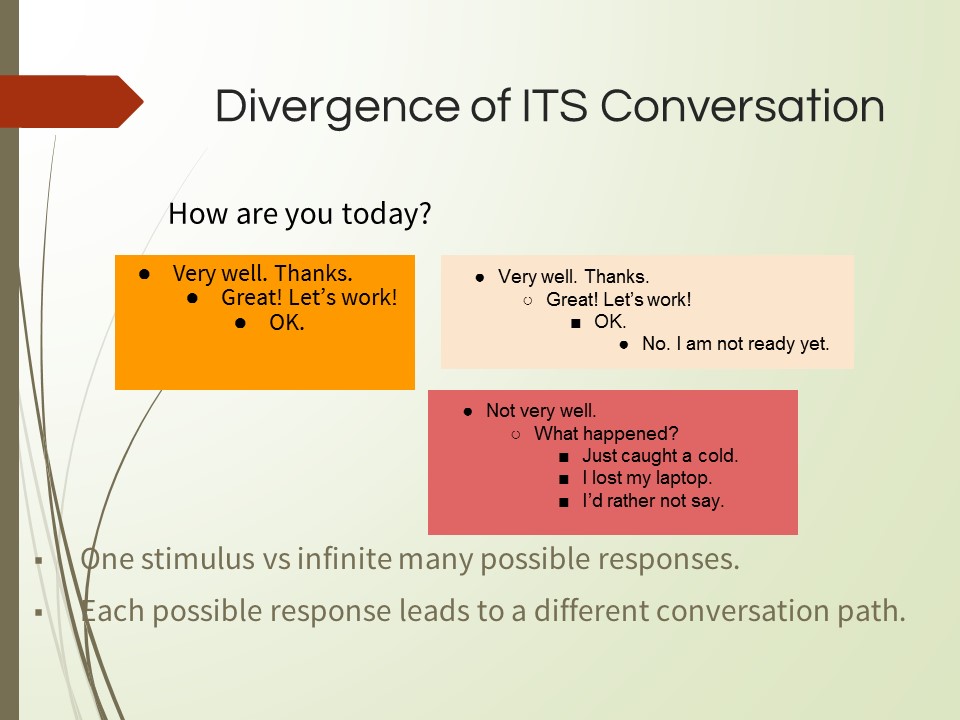 Divergence of ITS Conversation
How are you today?
● Very well. Thanks.
● Great! Let’s work!
● OK.
● Very well. Thanks.
○ Great! Let’s work!
■ OK.
● No. I am not ready yet.
● Not very well.
○ What happened?
■ Just caught a cold.
■ I lost my laptop.
■ I’d rather not say.
▪ One stimulus vs infinite many possible responses.
▪ Each possible response leads to a different conversation path.